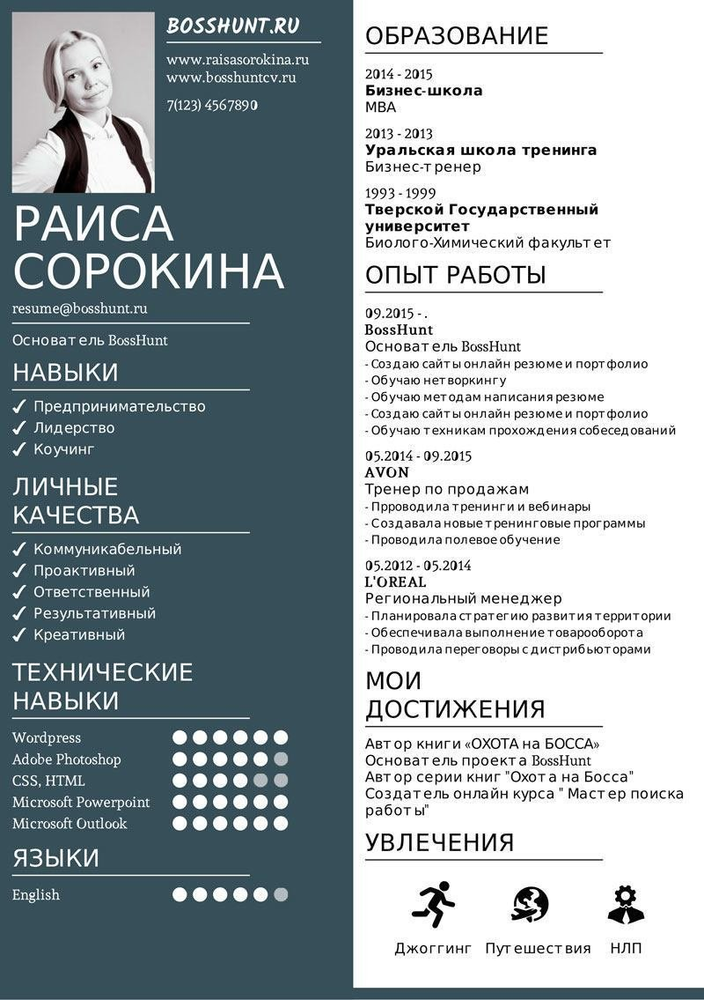 BOSSHUNT.RU
www.raisasorokina.ru
www.bosshuntcv.ru
7(123) 4567890
РАИСА
СОРОКИНА
resume@bosshunt.ru
Основатель BossHunt
НАВЫКИ
Предпринимательство
Лидерство
Коучинг
ЛИЧНЫЕ
КАЧЕСТВА
Коммуникабельный
Проактивный
Ответственный
Результативный
Креативный
ТЕХНИЧЕСКИЕ
НАВЫКИ
Wordpress
Adobe Photoshop
CSS, HTML
Microsoft Powerpoint
Microsoft Outlook
ЯЗЫКИ
English
ОБРАЗОВАНИЕ
2014 - 2015
Бизнес-школа
MBA
2013 - 2013
Уральская школа тренинга
Бизнес-тренер
1993 - 1999
Тверской Государственный
университет
Биолого-Химический факультет
ОПЫТ РАБОТЫ
09.2015 - .
BossHunt
Основатель BossHunt
- Создаю сайты онлайн резюме и портфолио
- Обучаю нетворкингу
- Обучаю методам написания резюме
- Создаю сайты онлайн резюме и портфолио
- Обучаю техникам прохождения собеседований
05.2014 - 09.2015
AVON
Тренер по продажам
- Прроводила тренинги и вебинары
- Создавала новые тренинговые программы
- Проводила полевое обучение
05.2012 - 05.2014
L'OREAL
Региональный менеджер
- Планировала стратегию развития территории
- Обеспечивала выполнение товарооборота
- Проводила переговоры с дистрибьюторами
МОИ
ДОСТИЖЕНИЯ
Автор книги «ОХОТА на БОССА»
Основатель проекта BossHunt
Автор серии книг "Охота на Босса"
Создатель онлайн курса " Мастер поиска
работы"
УВЛЕЧЕНИЯ
Джоггинг Путешествия НЛП